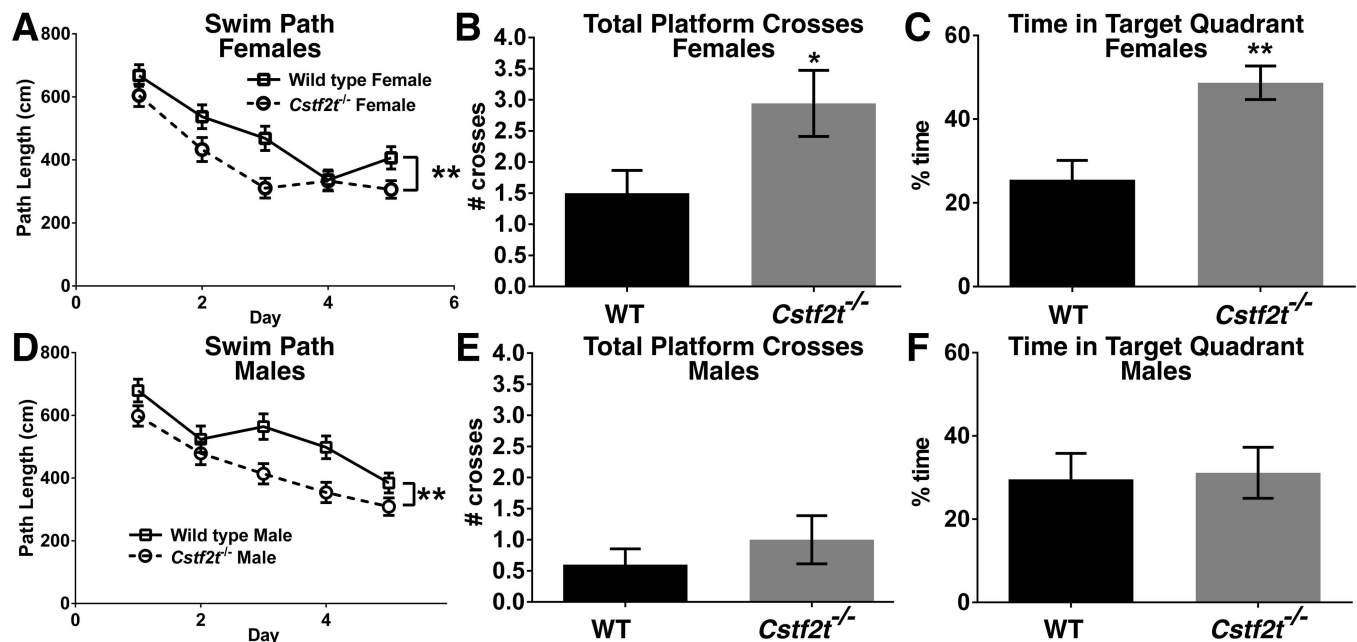 A
Swim Path
Females
800
600
400
200
0
Path Length (cm)
Wild type Female
Cstf2t-/- Female
**
0
2
4
6
Day
B
Total Platform Crosses
Females
4.0
3.5
3.0
2.5
2.0
1.5
1.0
0.5
0.0
# crosses
*
WT
Cstf2t-/-
C
Time in Target Quadrant
Females
60
40
20
0
% time
**
WT
Cstf2t-/-
D
Swim Path
Males
800
600
400
200
0
Path Length (cm)
**
Wild type Male
Cstf2t-/- Male
0
2
4
Day
E
Total Platform Crosses
Males
4.0
3.5
3.0
2.5
2.0
1.5
1.0
0.5
0.0
# crosses
WT
Cstf2t-/-
F
Time in Target Quadrant
Males
60
40
20
0
% time
WT
Cstf2t-/-